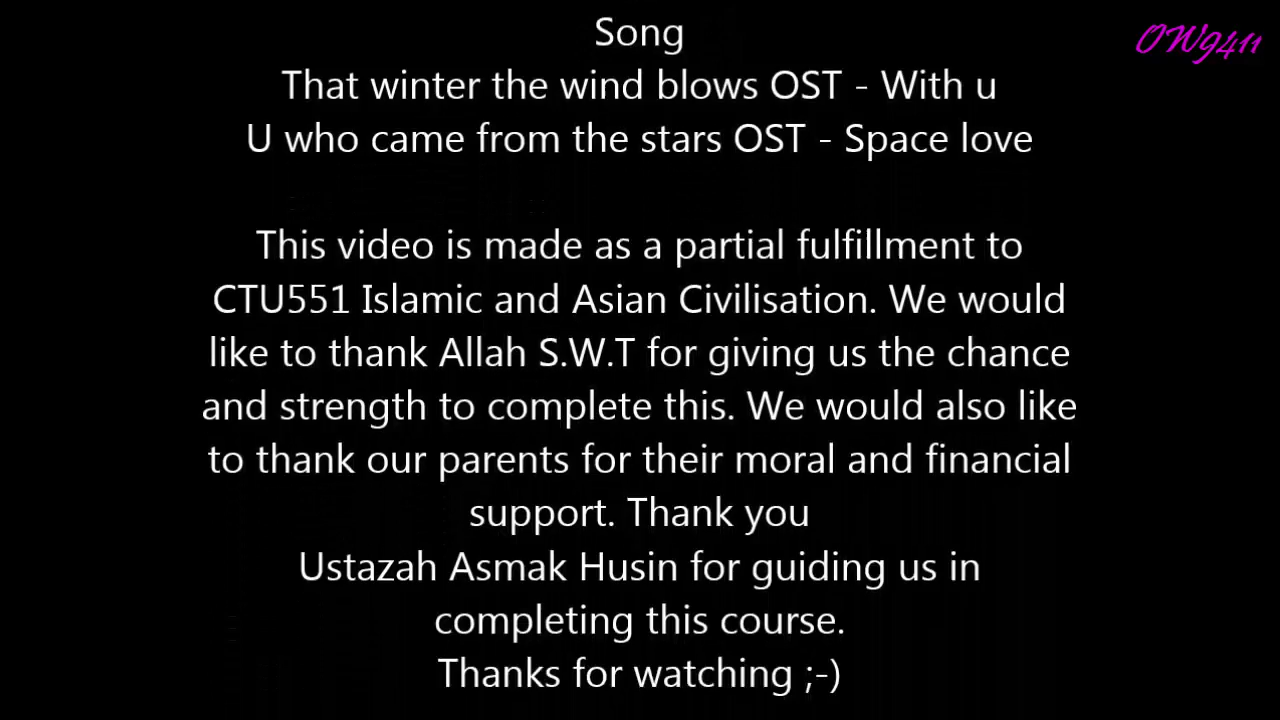 Song
OW9411
That winter the wind blows OST - With u
U who came from the stars OST - Space love
This video is made as a partial fulfillment to
CTU551 Islamic and Asian Civilisation. We would
like to thank Allah S.W.T for giving us the chance
and strength to complete this. We would also like
to thank our parents for their moral and financial
support. Thank you
Ustazah Asmak Husin for guiding us in
completing this course.
Thanks for watching ;-)